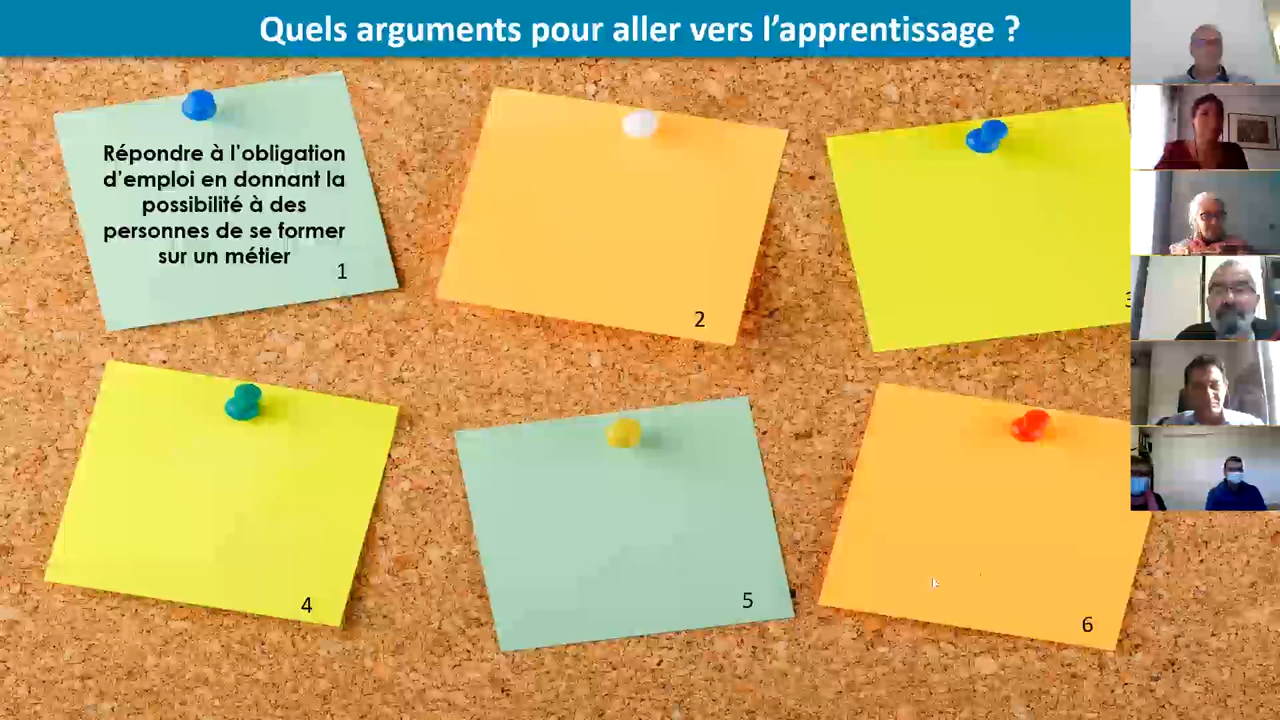 Quels arguments pour aller vers l’apprentissage ?
Répondre à l’obligation
d’emploi en donnant la
possibilité à des
personnes de se former
sur un métier
1
2
3
4
5
6